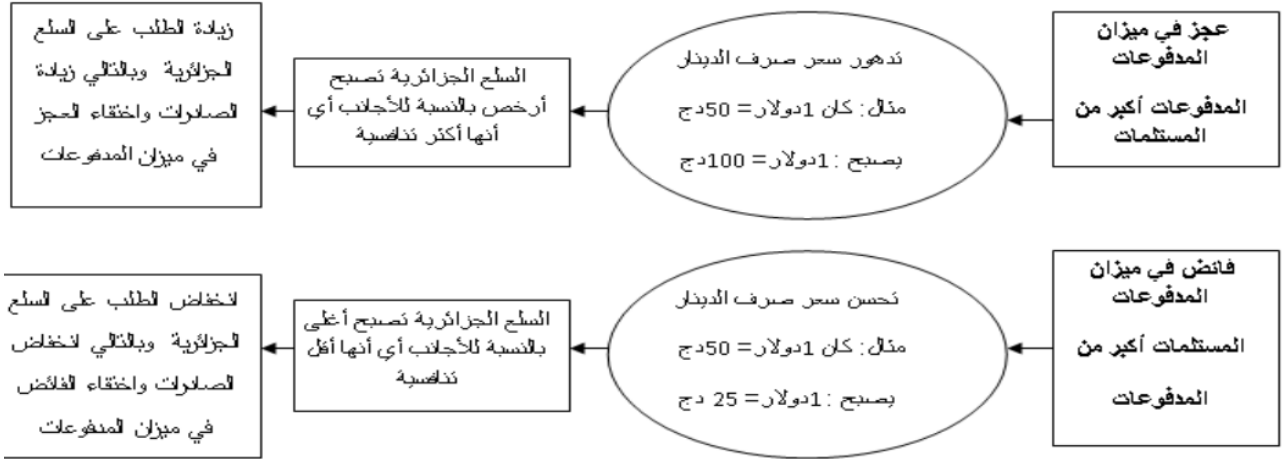 عجز في ميزان
المدفوعات
المدفوعات أكبر من
المستلمات
تدهور سعر صرف الدينار
مثال: كان 1دولار= 50دج
يصبح : 1دولار= 100دج
السلع الجزائرية تصبح
أرخص بالنسبة للأجانب أي
أنها أكثر تنافسية
زيادة الطلب على السلع
الجزائرية وبالتالي زيادة
الصادرات واختفاء العجز
في ميزان المدفوعات
فائض في ميزان
المدفوعات
المستلمات أكبر من
المدفوعات
تحسن سعر صرف الدينار
مثال: كان 1دولار= 50دج
يصبح : 1دولار= 25 دج
السلع الجزائرية تصبح أغلى
بالنسبة للأجانب أي أنها أقل
تنافسية
انخفاض الطلب على السلع
الجزائرية وبالتالي انخفاض
الصادرات واختفاء الفائض
في ميزان المدفوعات